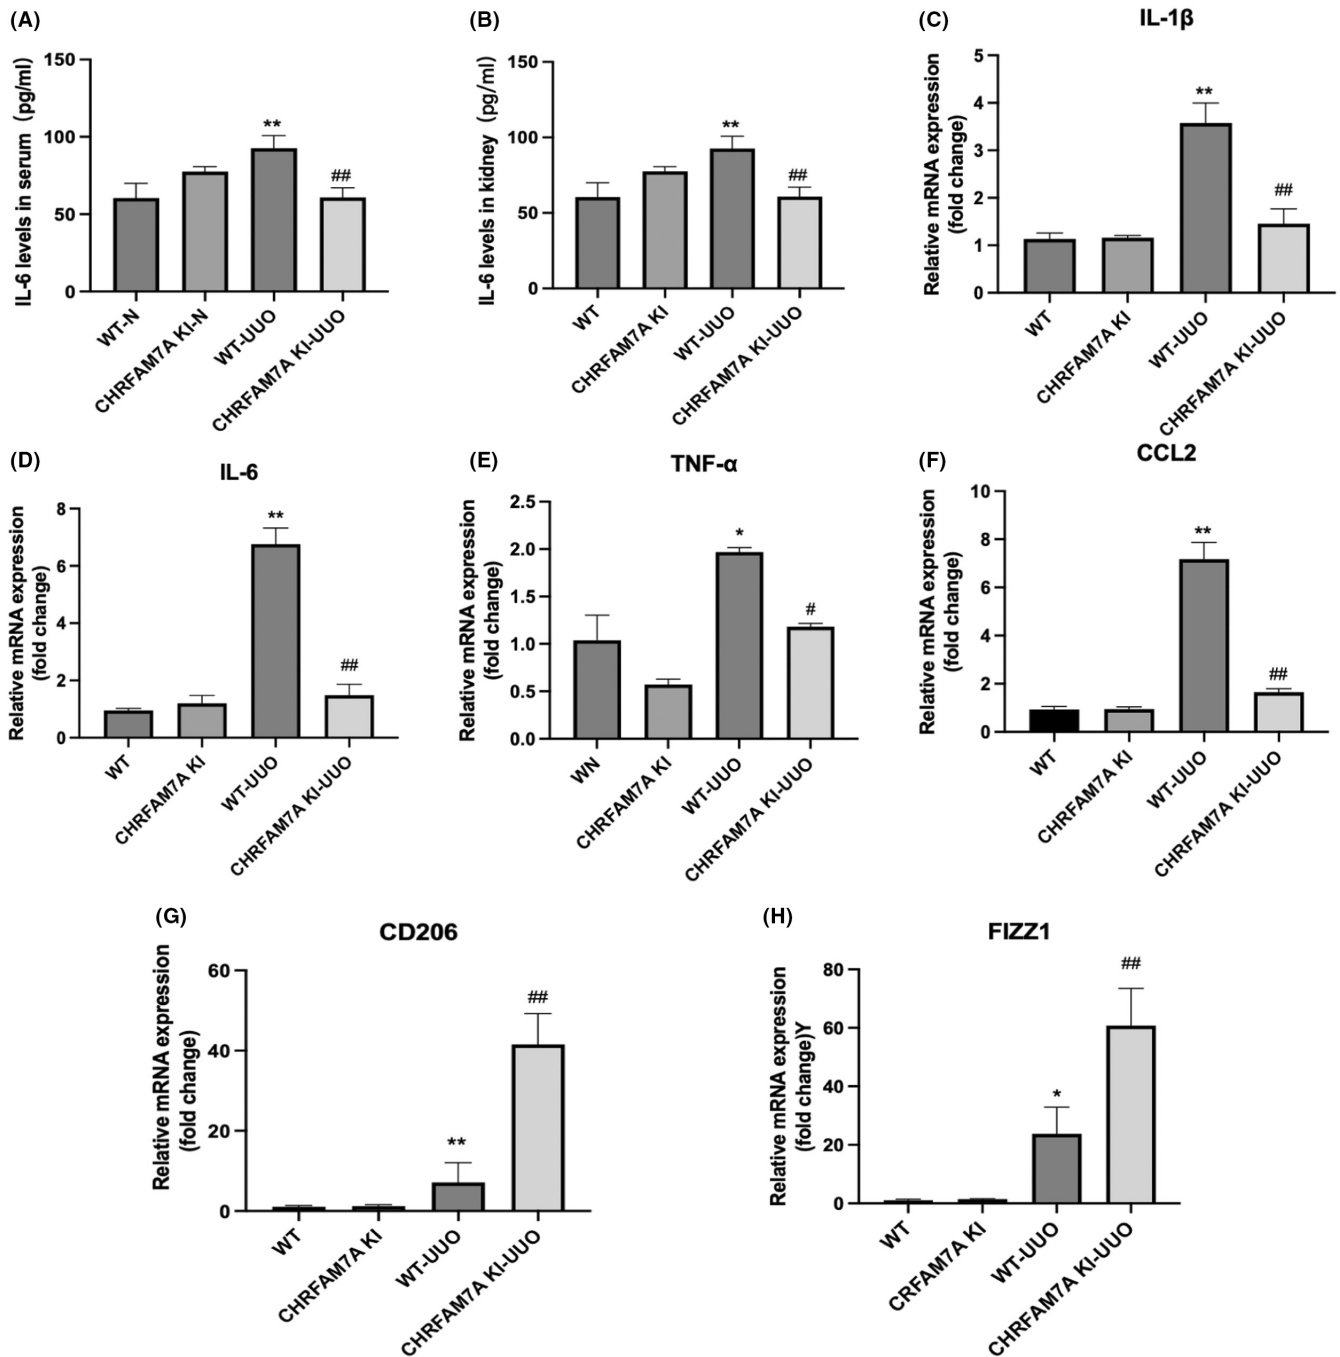 (A)
IL-6 levels in serum (pg/ml)
150
100
50
0
**
##
WT-N
CHRFAM7A KI-N
WT-UUO
CHRFAM7A KI-UUO
(B)
IL-6 levels in kidney (pg/ml)
150
100
50
0
**
##
WT
CHRFAM7A KI
WT-UUO
CHRFAM7A KI-UUO
(C)
IL-1β
Relative mRNA expression
(fold change)
5
4
3
2
1
0
**
##
WT
CHRFAM7A KI
WT-UUO
CHRFAM7A KI-UUO
(D)
IL-6
Relative mRNA expression
(fold change)
8
6
4
2
0
**
##
WT
CHRFAM7A KI
WT-UUO
CHRFAM7A KI-UUO
(E)
TNF-α
Relative mRNA expression
(fold change)
2.5
2.0
1.5
1.0
0.5
0.0
*
#
WN
CHRFAM7A KI
WT-UUO
CHRFAM7A KI-UUO
(F)
CCL2
Relative mRNA expression
(fold change)
10
8
6
4
2
0
**
##
WT
CHRFAM7A KI
WT-UUO
CHRFAM7A KI-UUO
(G)
CD206
Relative mRNA expression
(fold change)
60
40
20
0
**
##
WT
CHRFAM7A KI
WT-UUO
CHRFAM7A KI-UUO
(H)
FIZZ1
Relative mRNA expression
(fold change)Y
80
60
40
20
0
*
##
WT
CRFAM7A KI
WT-UUO
CHRFAM7A KI-UUO